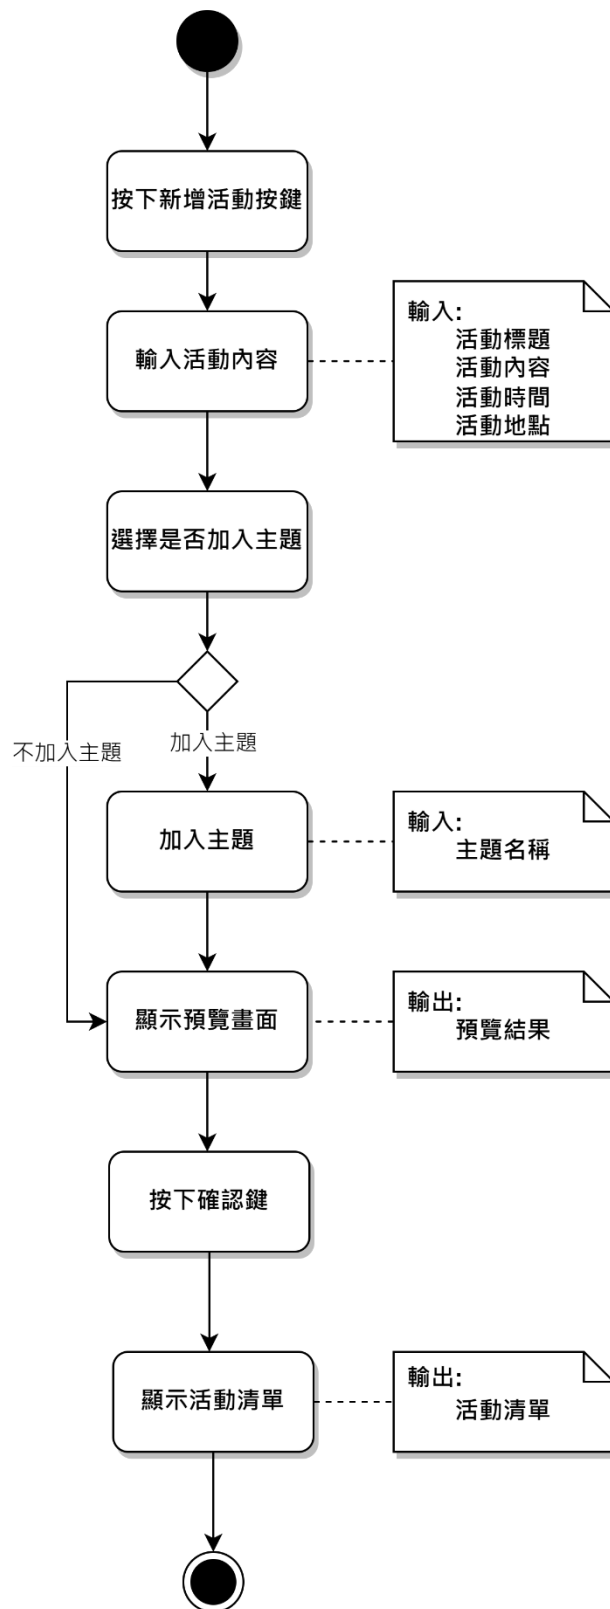 按下新增活動按鍵
輸入活動內容
輸入:
活動標題
活動內容
活動時間
活動地點
選擇是否加入主題
不加入主題
加入主題
加入主題
輸入:
主題名稱
顯示預覽畫面
輸出:
預覽結果
按下確認鍵
顯示活動清單
輸出:
活動清單